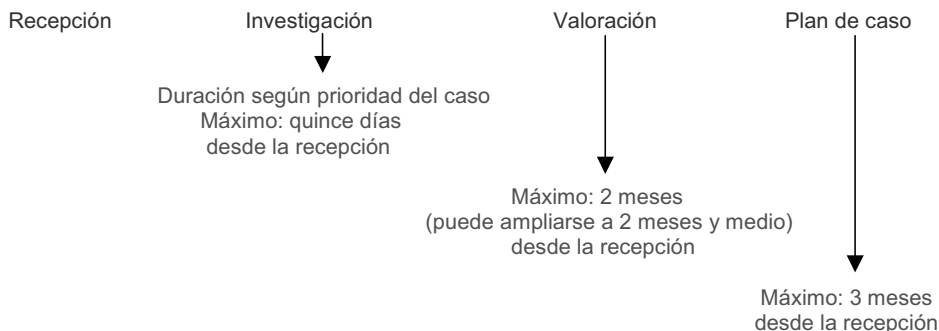 Recepción
Investigación
Valoración
Plan de caso
Duración según prioridad del caso
Máximo: quince días
desde la recepción
Máximo: 2 meses
(puede ampliarse a 2 meses y medio)
desde la recepción
Máximo: 3 meses
desde la recepción